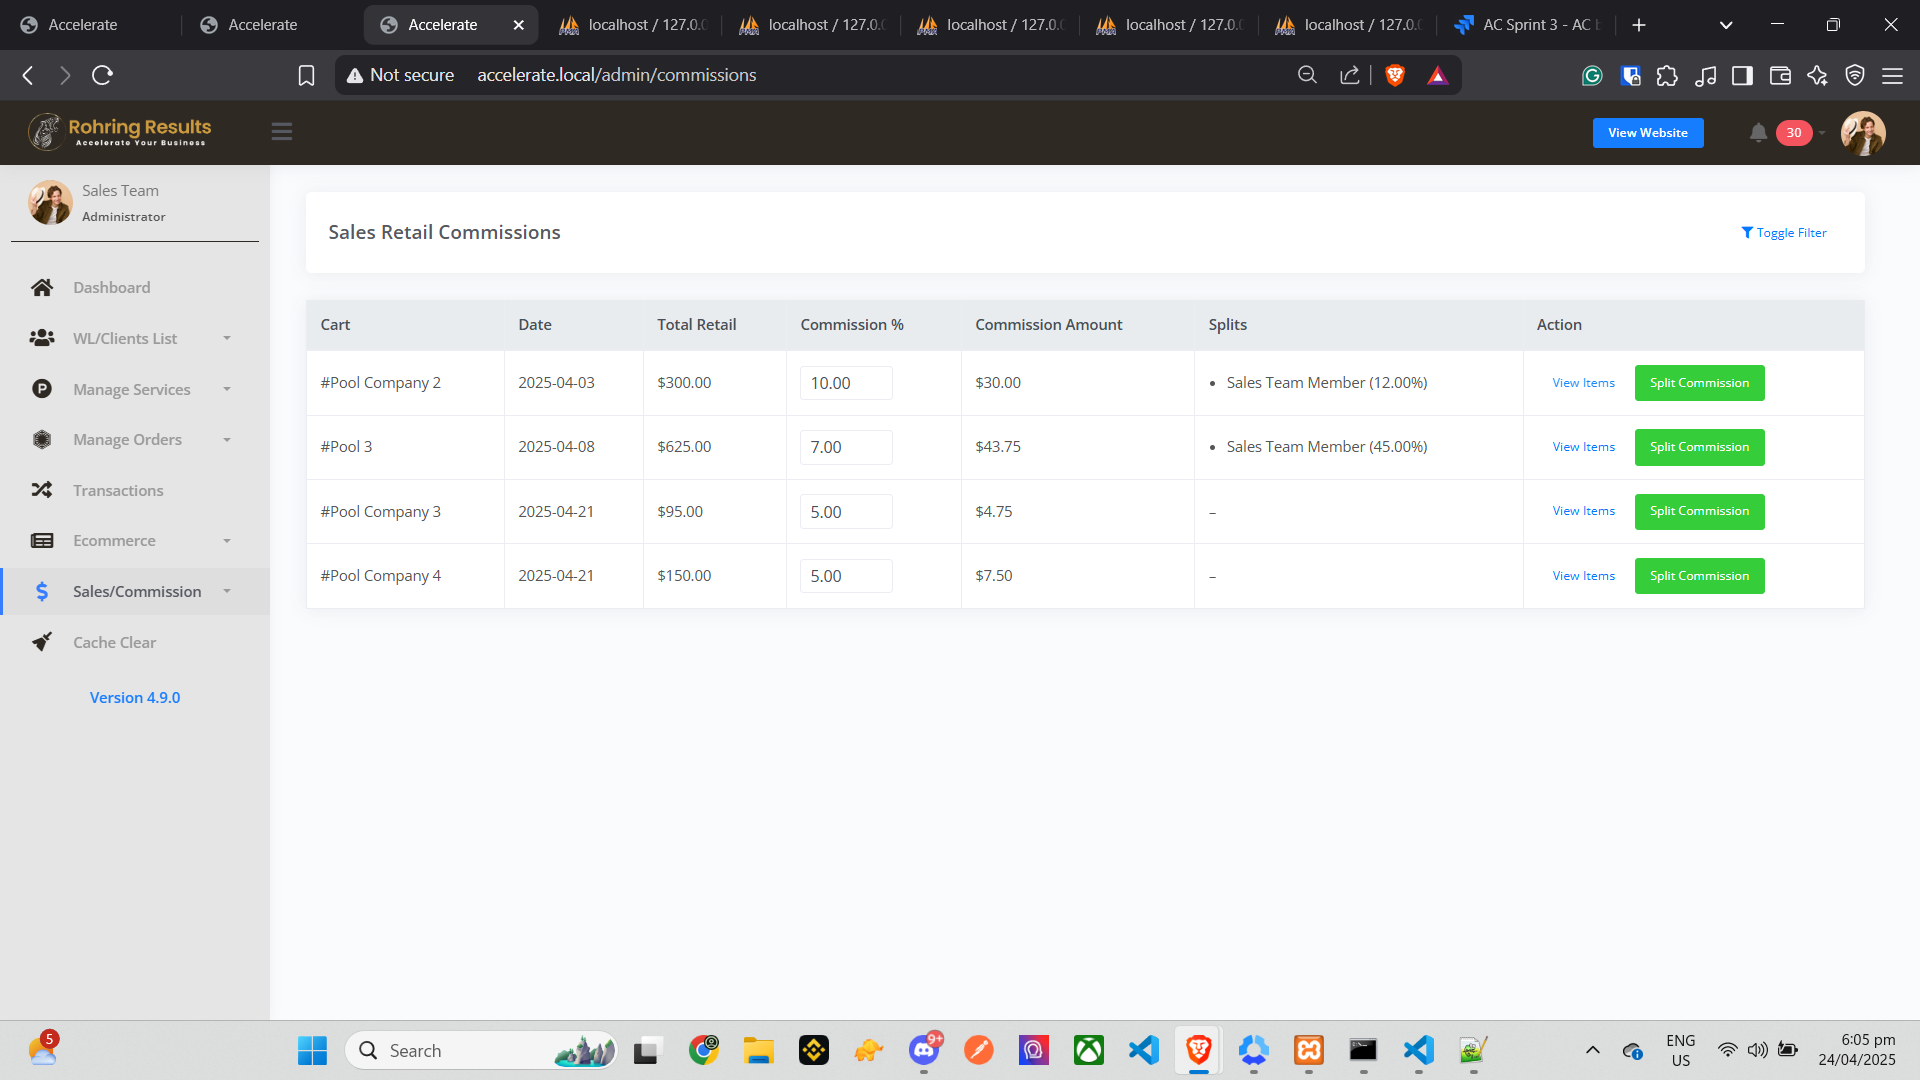 Accelerate
Accelerate
Accelerate
localhost / 127.0.
localhost / 127.0.
localhost / 127.0.
localhost / 127.0.
localhost / 127.0.
AC Sprint 3 - AC
Not secure accelerate.local/admin/commissions
Rohring Results
Accelerate Your Business
View Website
30
Sales Team
Administrator
Dashboard
WL/Clients List
Manage Services
Manage Orders
Transactions
Ecommerce
Sales/Commission
Cache Clear
Version 4.9.0
Sales Retail Commissions
Toggle Filter
Cart Date Total Retail Commission % Commission Amount Splits Action
#Pool Company 2 2025-04-03 $300.00 10.00 $30.00 • Sales Team Member (12.00%) View Items Split Commission
#Pool 3 2025-04-08 $625.00 7.00 $43.75 • Sales Team Member (45.00%) View Items Split Commission
#Pool Company 3 2025-04-21 $95.00 5.00 $4.75 – View Items Split Commission
#Pool Company 4 2025-04-21 $150.00 5.00 $7.50 – View Items Split Commission
5
Search
9+
ENG
US
6:05 pm
24/04/2025